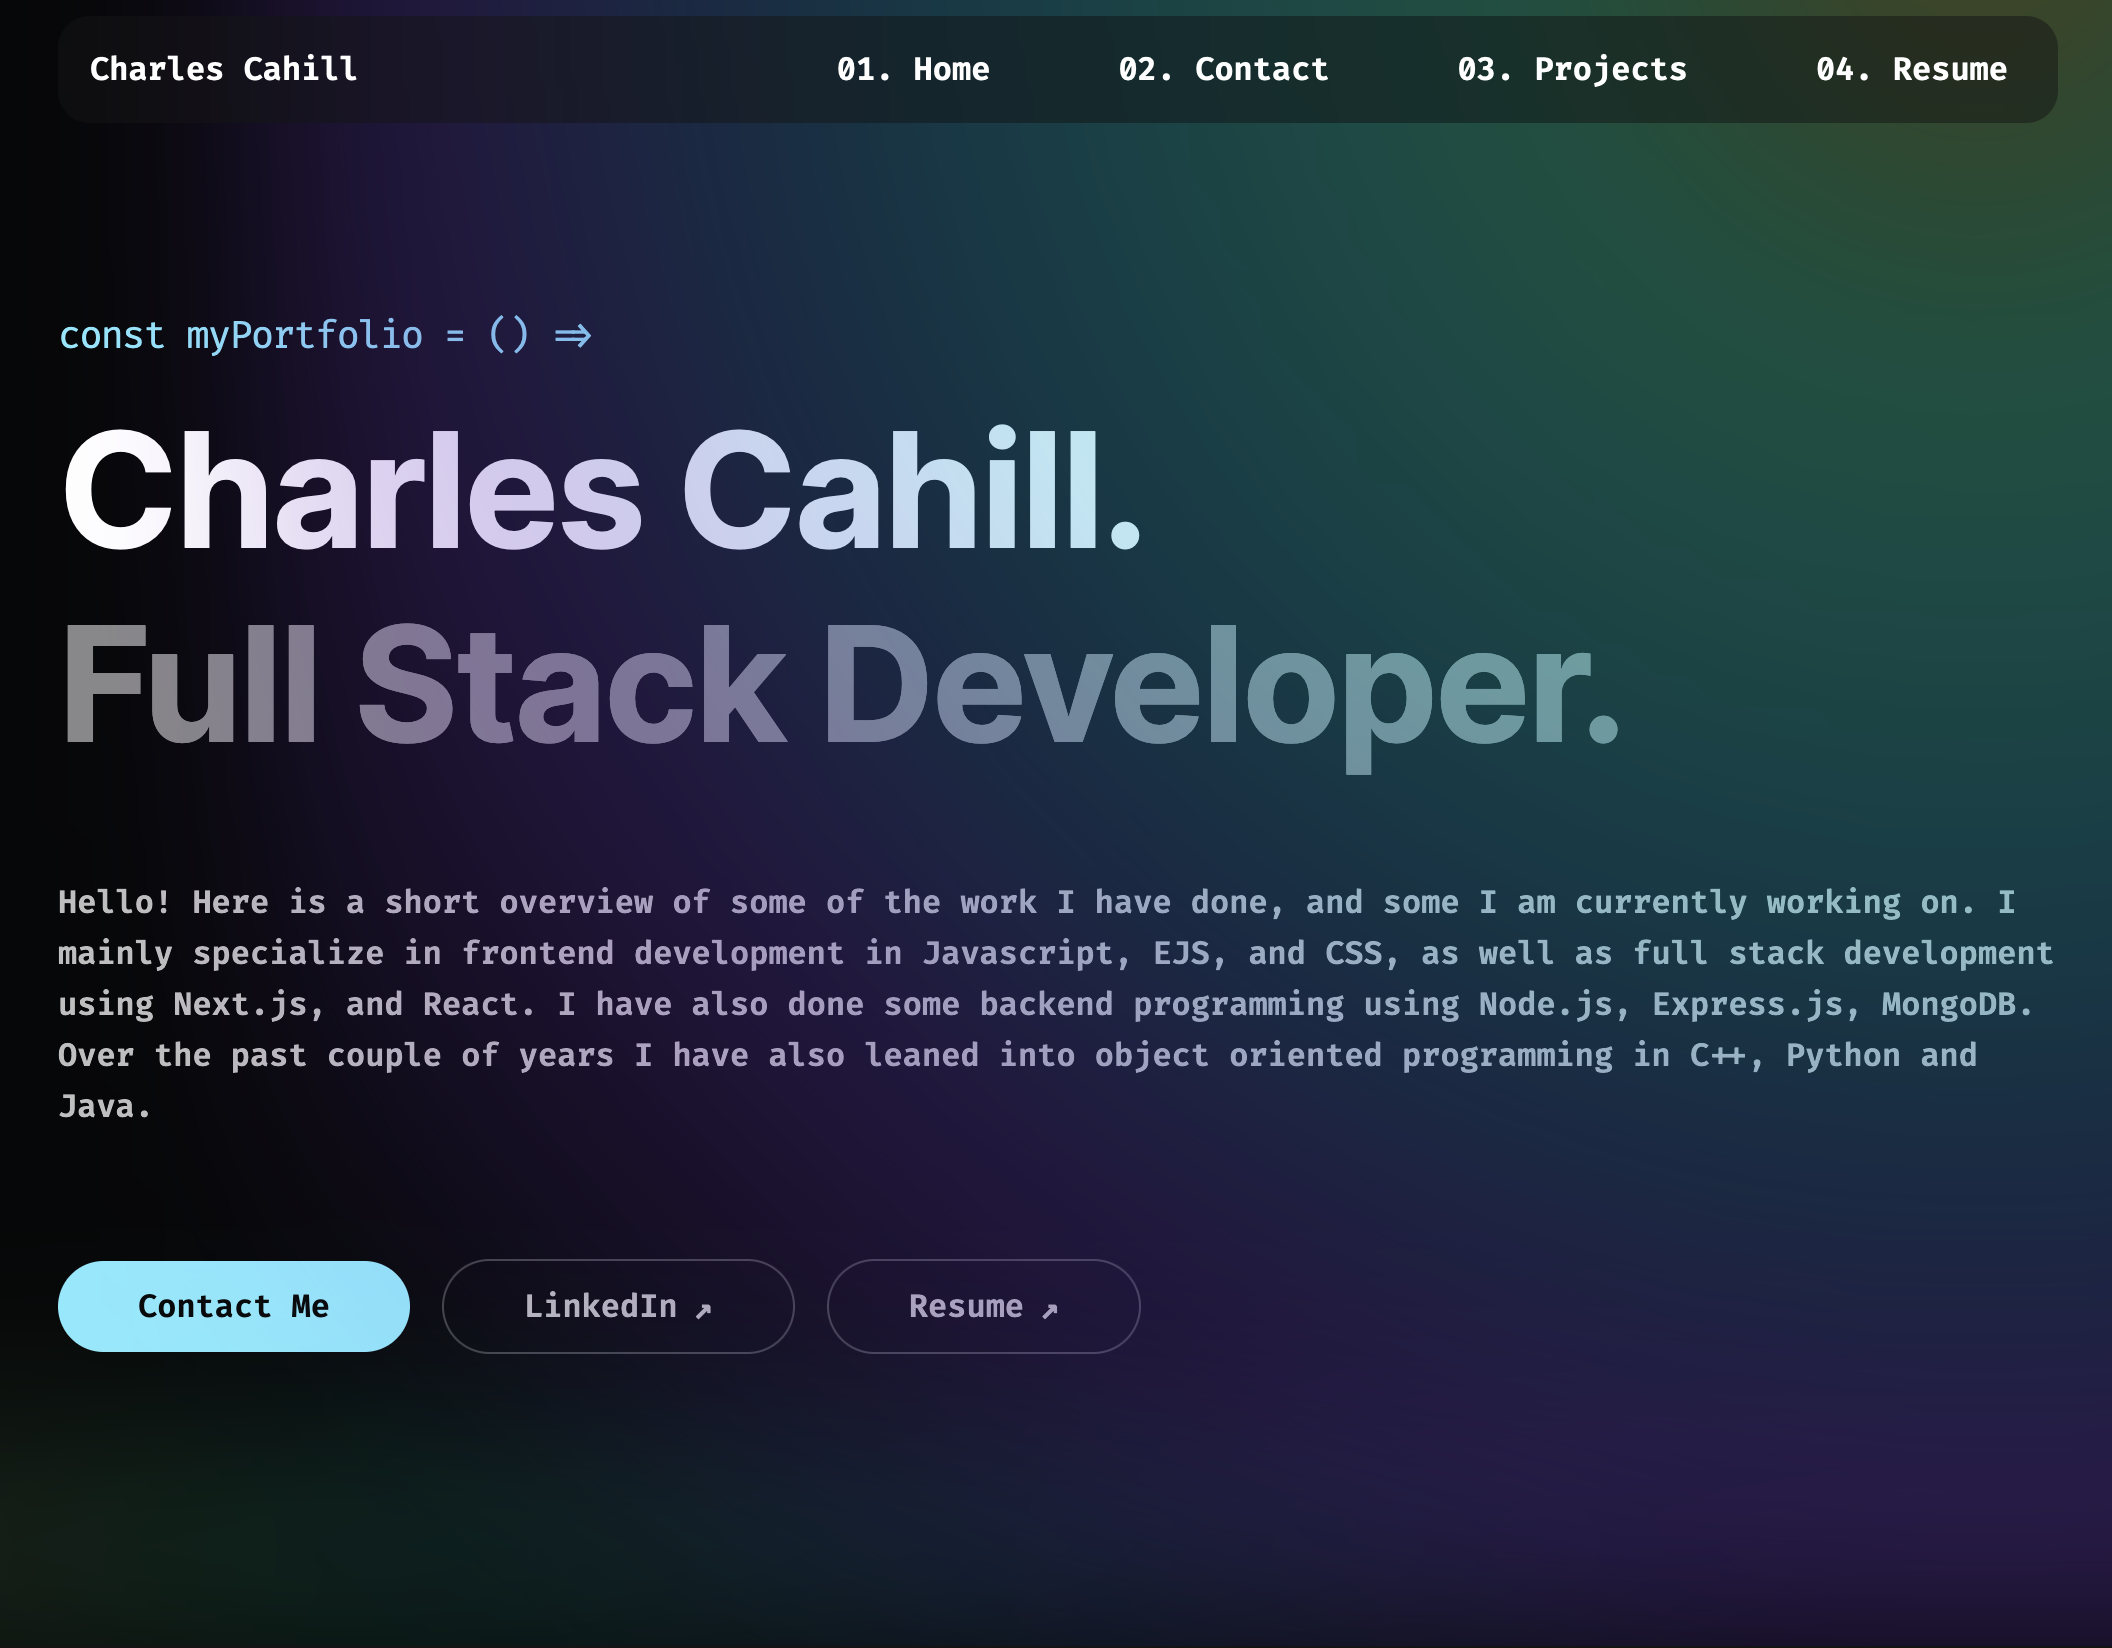 Charles Cahill 01. Home 02. Contact 03. Projects 04. Resume
const myPortfolio = () =>
Charles Cahill.
Full Stack Developer.
Hello! Here is a short overview of some of the work I have done, and some I am currently working on. I
mainly specialize in frontend development in Javascript, EJS, and CSS, as well as full stack development
using Next.js, and React. I have also done some backend programming using Node.js, Express.js, MongoDB.
Over the past couple of years I have also leaned into object oriented programming in C++, Python and
Java.
Contact Me LinkedIn ↗ Resume ↗